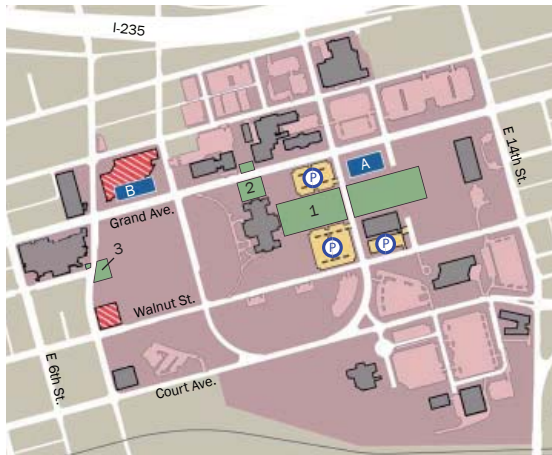 I-235
E 14th St.
A
P
B
2
1
Grand Ave.
P
P
3
Walnut St.
E 6th St.
Court Ave.